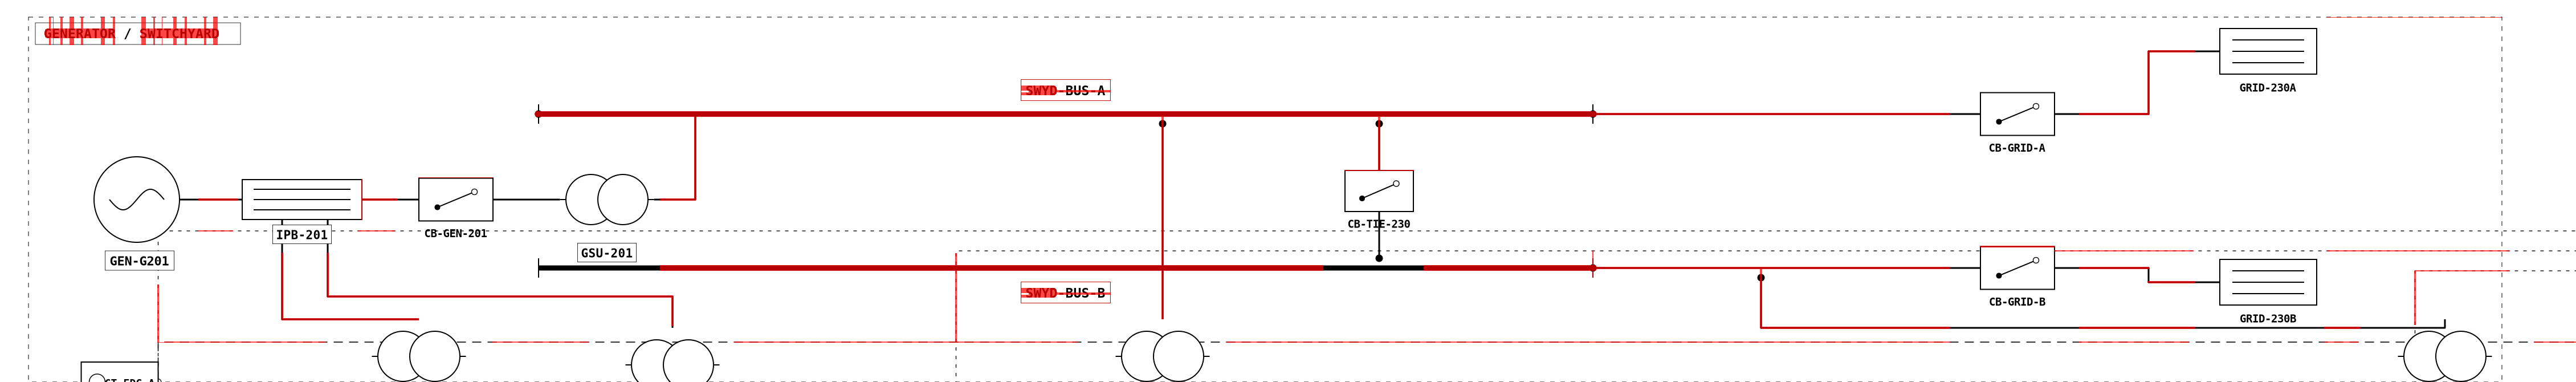 GENERATOR / SWITCHYARD
GRID-230A
SWYD-BUS-A
CB-GRID-A
CB-TIE-230
IPB-201
CB-GEN-201
GSU-201
GEN-G201
SWYD-BUS-B
CB-GRID-B
GRID-230B